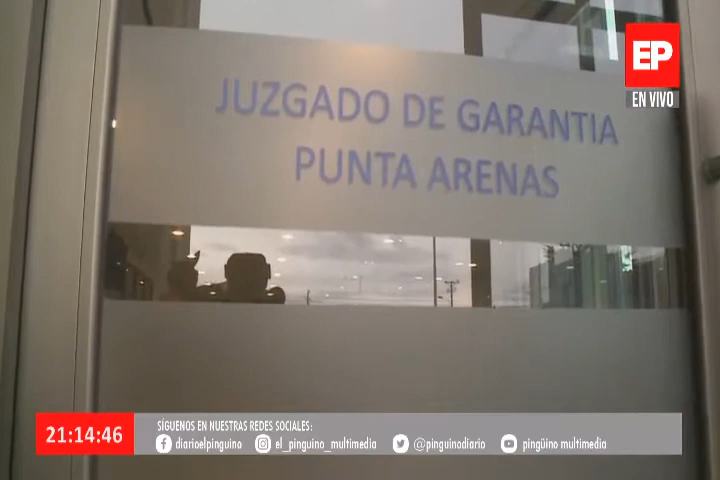 EP
EN VIVO
JUZGADO DE GARANTIA
PUNTA ARENAS
21:14:46
SÍGUENOS EN NUESTRAS REDES SOCIALES:
diarioelpinguino el_pinguino_multimedia @pinguinodiario pingüino multimedia